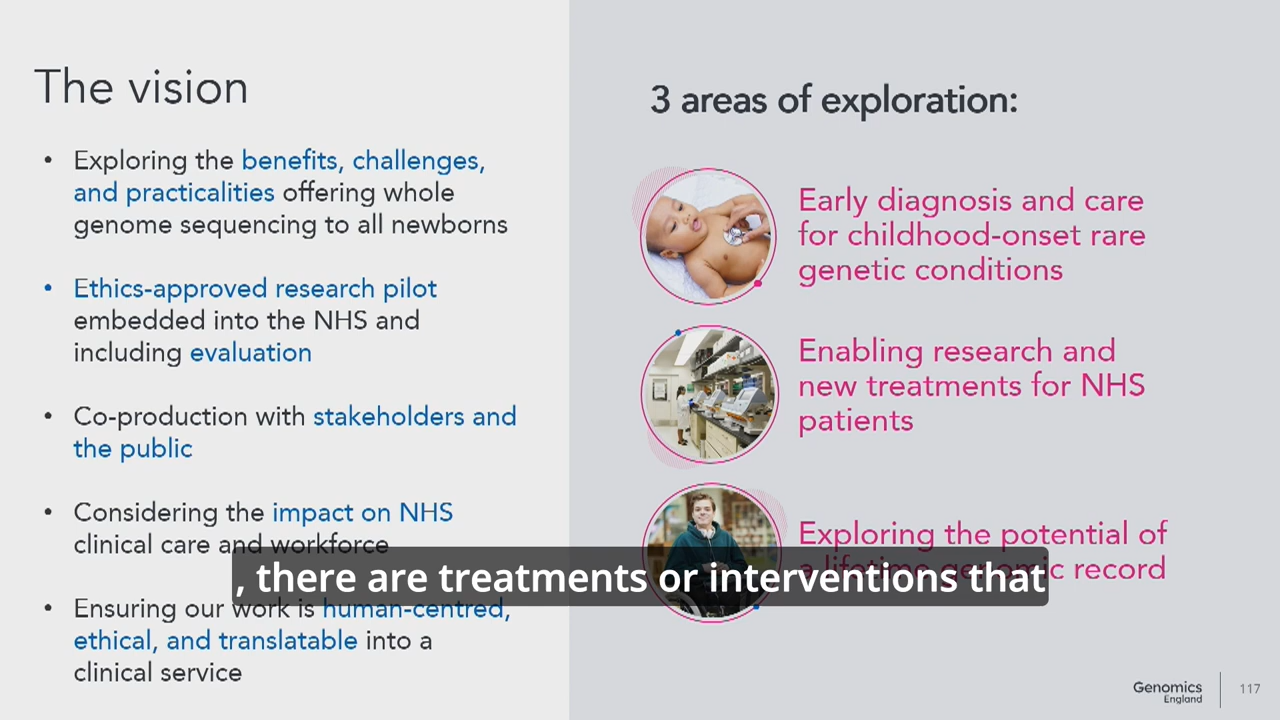 The vision
• Exploring the benefits, challenges,
and practicalities offering whole
genome sequencing to all newborns
• Ethics-approved research pilot
embedded into the NHS and
including evaluation
• Co-production with stakeholders and
the public
• Considering the impact on NHS
clinical care and workforce
• Ensuring our work is human-centred,
ethical, and translatable into a
clinical service
3 areas of exploration:
Early diagnosis and care
for childhood-onset rare
genetic conditions
Enabling research and
new treatments for NHS
patients
Exploring the potential of
a lifetime genomic record
, there are treatments or interventions that
Genomics
England
117